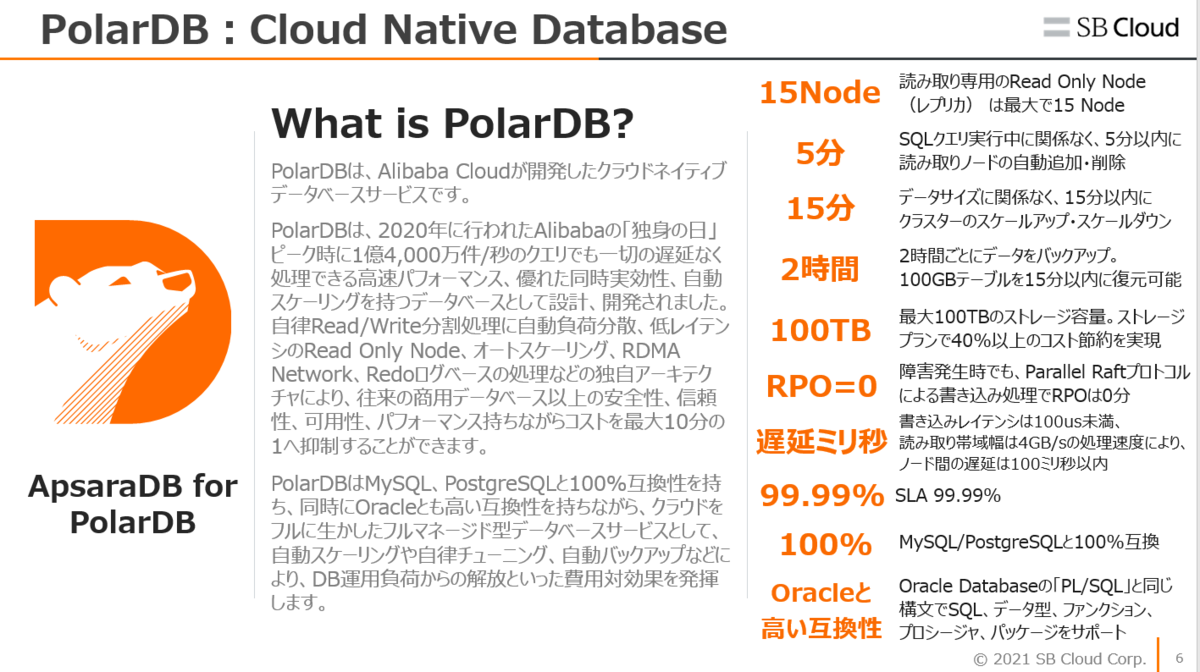 PolarDB : Cloud Native Database
SB Cloud
What is PolarDB?
PolarDBは、Alibaba Cloudが開発したクラウドネイティブ
データベースサービスです。
PolarDBは、2020年に行われたAlibabaの「独身の日」
ピーク時に1億4,000万件/秒のクエリでも一切の遅延なく
処理できる高速パフォーマンス、優れた同時実効性、自動
スケーリングを持つデータベースとして設計、開発されました。
自律Read/Write分割処理に自動負荷分散、低レイテン
シのRead Only Node、オートスケーリング、RDMA
Network、Redoログベースの処理などの独自アーキテク
チャにより、往来の商用データベース以上の安全性、信頼
性、可用性、パフォーマンス持ちながらコストを最大10分の
1へ抑制することができます。
PolarDBはMySQL、PostgreSQLと100%互換性を持
ち、同時にOracleとも高い互換性を持ちながら、クラウドを
フルに生かしたフルマネージド型データベースサービスとして、
自動スケーリングや自律チューニング、自動バックアップなどに
より、DB運用負荷からの解放といった費用対効果を発揮
します。
ApsaraDB for
PolarDB
15Node
読み取り専用のRead Only Node
（レプリカ） は最大で15 Node
5分
SQLクエリ実行中に関係なく、5分以内に
読み取りノードの自動追加・削除
15分
データサイズに関係なく、15分以内に
クラスターのスケールアップ・スケールダウン
2時間
2時間ごとにデータをバックアップ。
100GBテーブルを15分以内に復元可能
100TB
最大100TBのストレージ容量。ストレージ
プランで40%以上のコスト節約を実現
RPO=0
障害発生時でも、Parallel Raftプロトコル
による書き込み処理でRPOは0分
遅延ミリ秒
書き込みレイテンシは100us未満、
読み取り帯域幅は4GB/sの処理速度により、
ノード間の遅延は100ミリ秒以内
99.99%
SLA 99.99%
100%
MySQL/PostgreSQLと100%互換
Oracleと
高い互換性
Oracle Databaseの「PL/SQL」と同じ
構文でSQL、データ型、ファンクション、
プロシージャ、パッケージをサポート
© 2021 SB Cloud Corp.
6